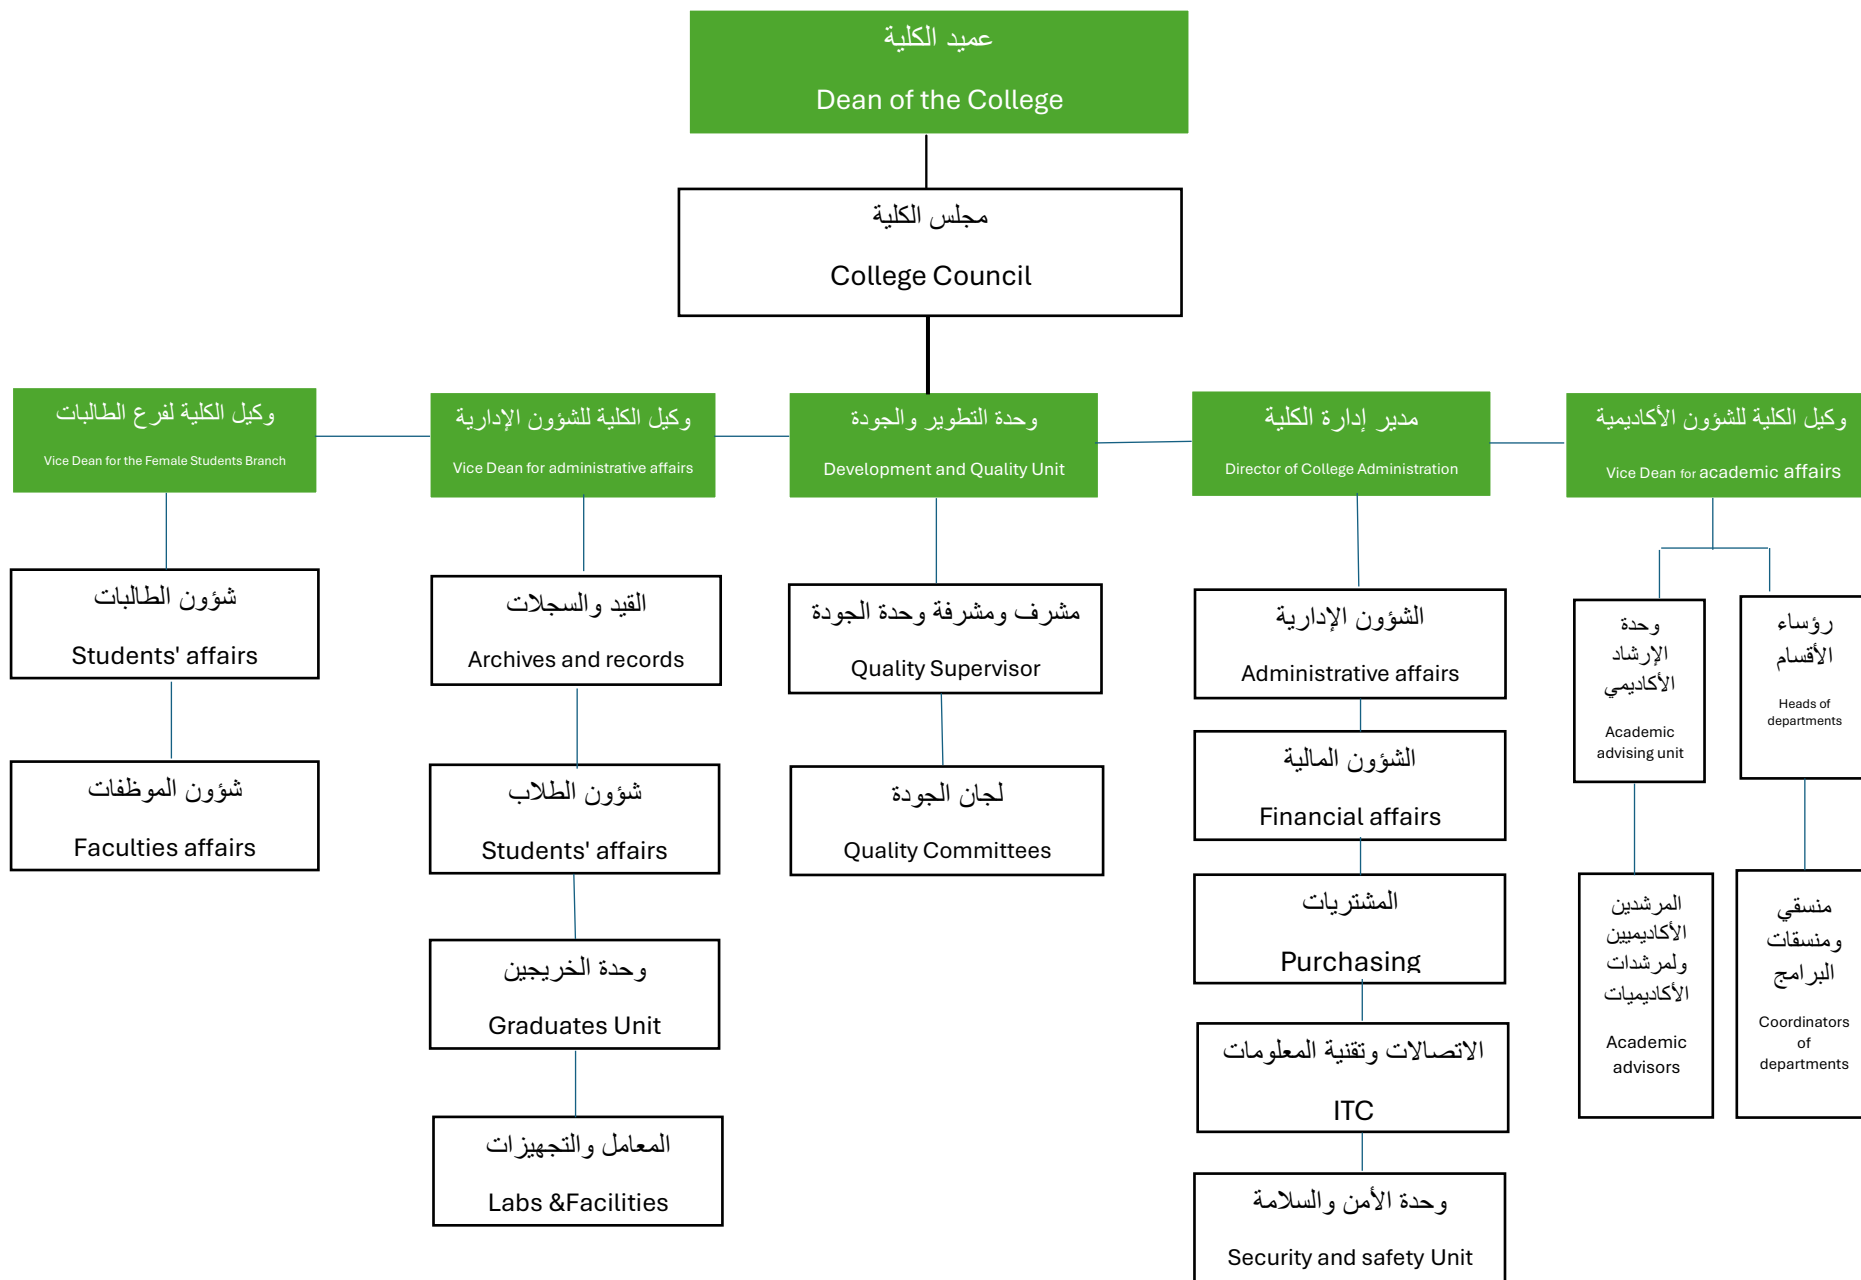 عميد الكلية
Dean of the College
مجلس الكلية
College Council
وكيل الكلية لفرع الطالبات
Vice Dean for the Female Students Branch
وكيل الكلية للشؤون الإدارية
Vice Dean for administrative affairs
وحدة التطوير والجودة
Development and Quality Unit
مدير إدارة الكلية
Director of College Administration
وكيل الكلية للشؤون الأكاديمية
Vice Dean for academic affairs
شؤون الطالبات
Students' affairs
شؤون الموظفات
Faculties affairs
القيد والسجلات
Archives and records
شؤون الطلاب
Students' affairs
وحدة الخريجين
Graduates Unit
المعامل والتجهيزات
Labs &Facilities
مشرف ومشرفة وحدة الجودة
Quality Supervisor
لجان الجودة
Quality Committees
الشؤون الإدارية
Administrative affairs
الشؤون المالية
Financial affairs
المشتريات
Purchasing
الاتصالات وتقنية المعلومات
ITC
وحدة الأمن والسلامة
Security and safety Unit
وحدة
الإرشاد
الأكاديمي
Academic
advising unit
المرشدين
الأكاديميين
ولمرشدات
الأكاديميات
Academic
advisors
رؤساء
الأقسام
Heads of
departments
منسقي
ومنسقات
البرامج
Coordinators
of
departments